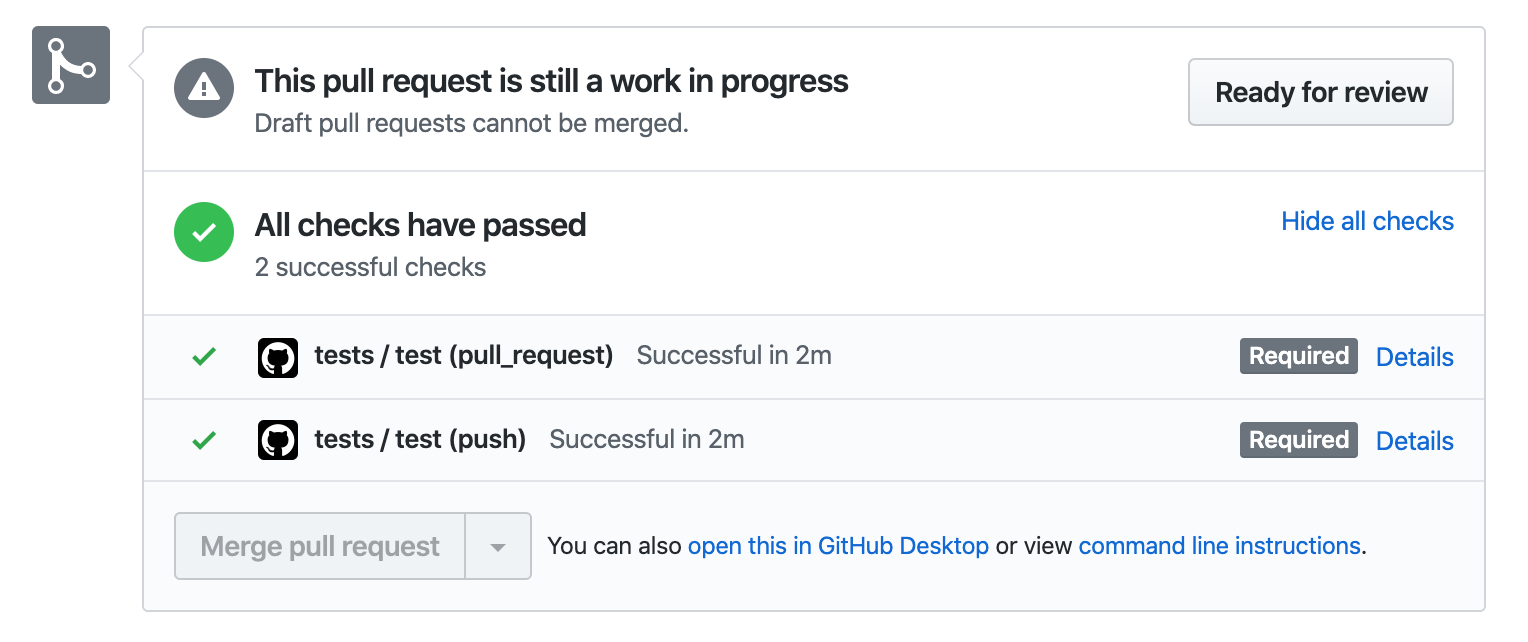 This pull request is still a work in progress
Draft pull requests cannot be merged.
Ready for review
All checks have passed
2 successful checks
Hide all checks
tests / test (pull_request) Successful in 2m Required Details
tests / test (push) Successful in 2m Required Details
Merge pull request You can also open this in GitHub Desktop or view command line instructions.